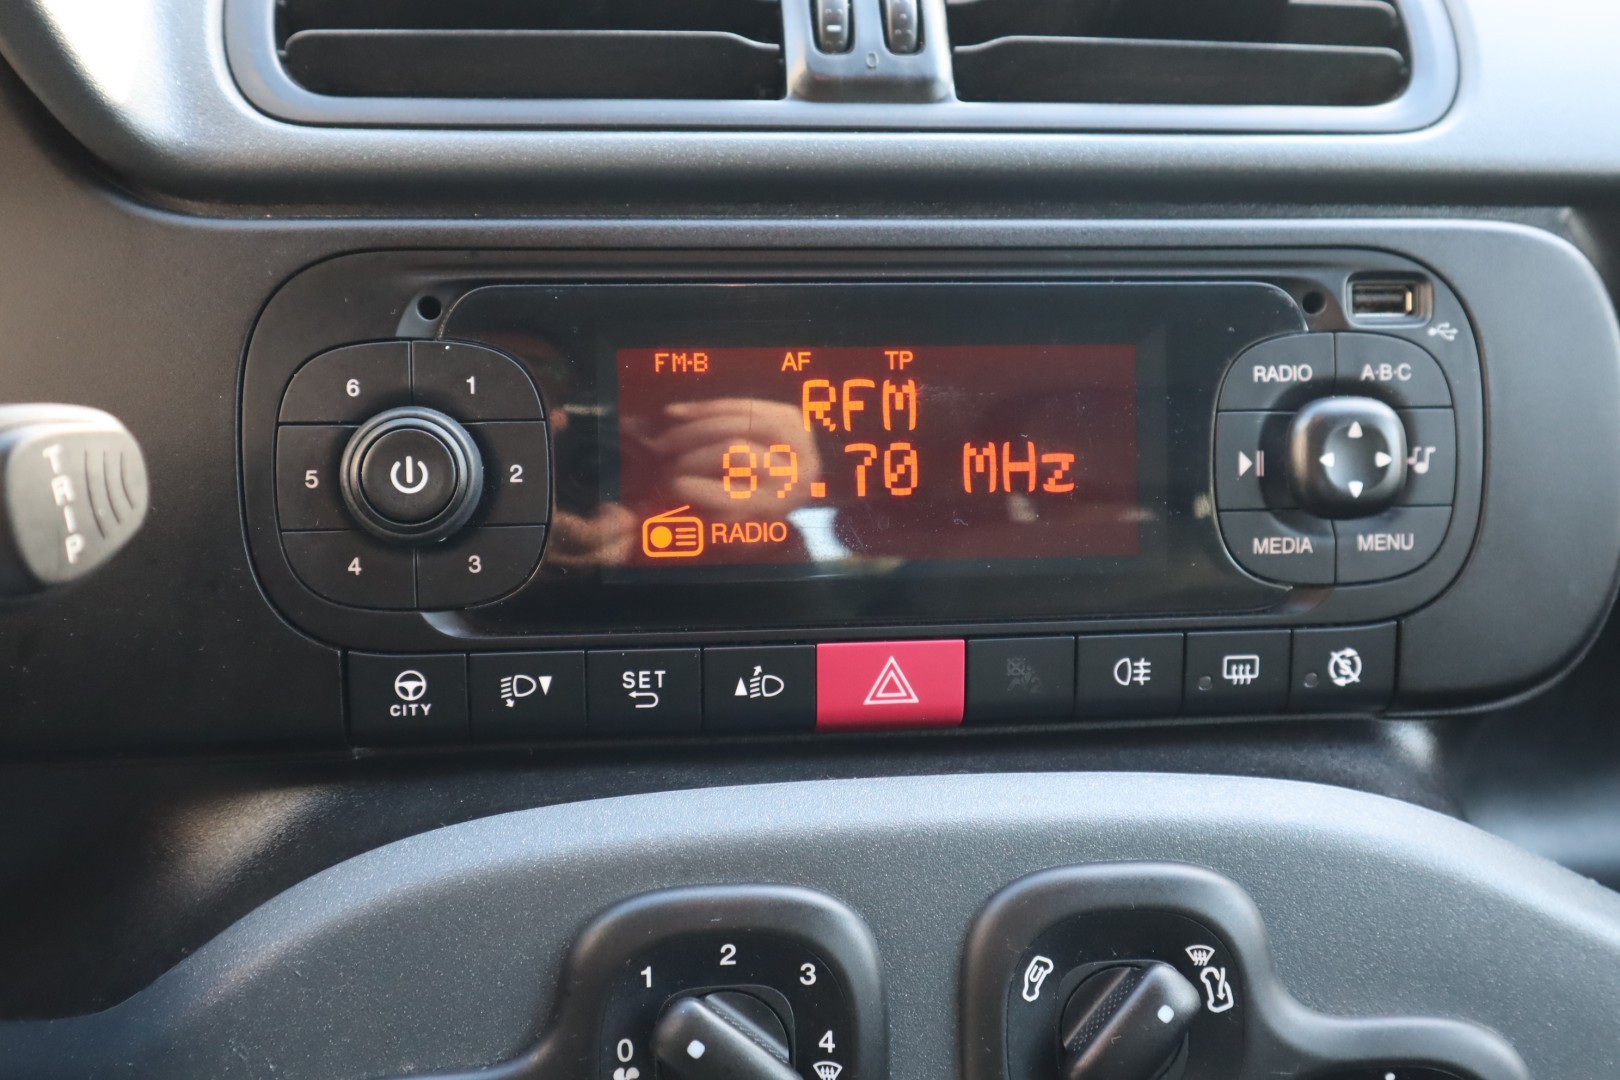 0
FM-B AF TP
RFM
89.70 MHz
RADIO
6 1
5 2
4 3
RADIO A·B·C
MEDIA MENU
TRIP
CITY
SET
1 2 3
0 4